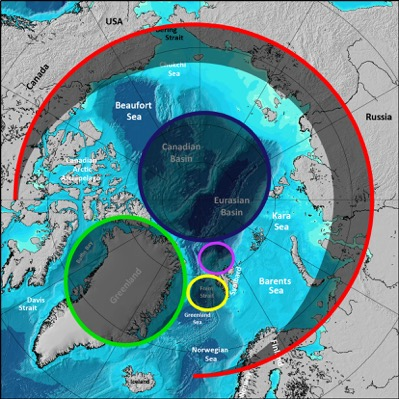 USA
Bering
Strait
Chukchi
Sea
Canada
Beaufort
Sea
Russia
Canadian
Basin
Canadian
Arctic
Archipelago
Eurasian
Basin
Kara
Sea
Greenland
Fram
Strait
Barents
Sea
Davis
Strait
Greenland
Sea
Norwegian
Sea
Iceland